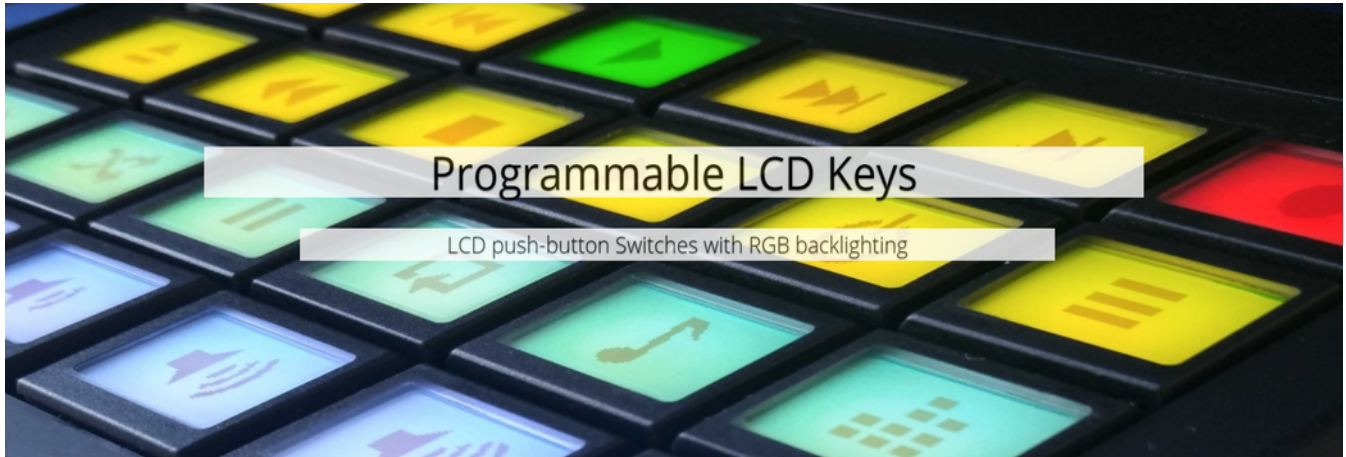 Programmable LCD Keys
LCD push-button Switches with RGB backlighting